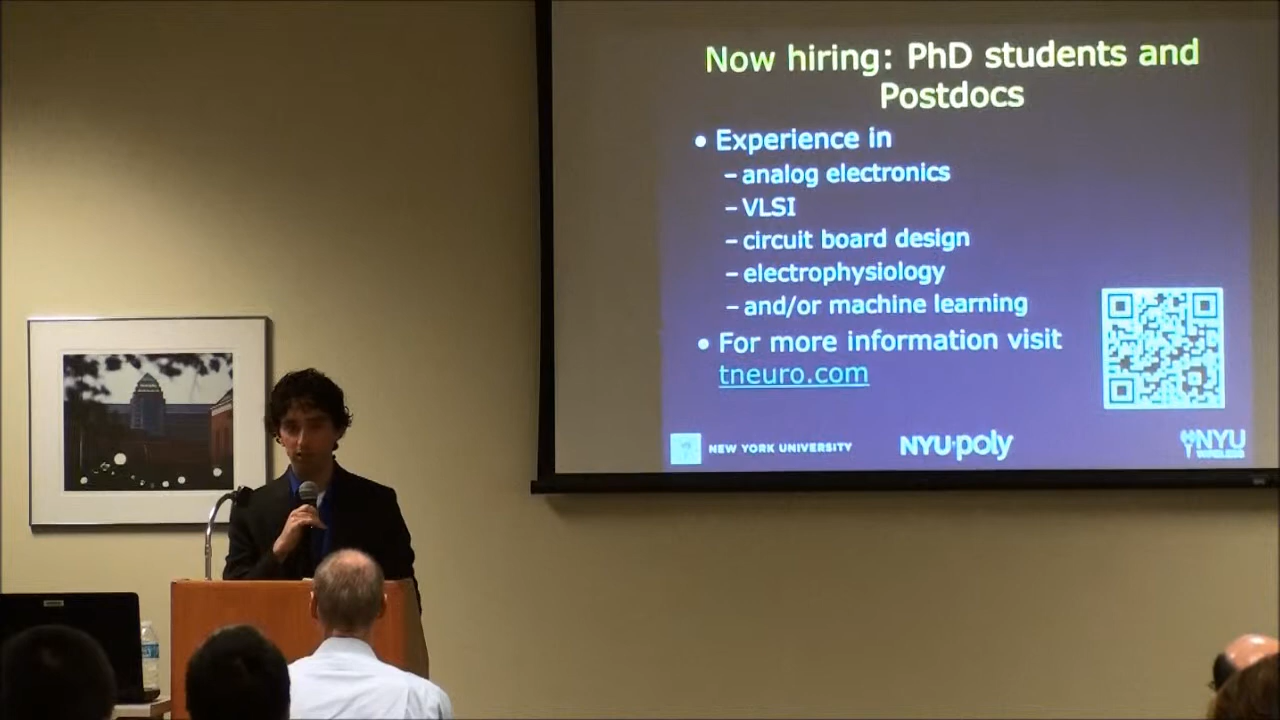 Now hiring: PhD students and
Postdocs
• Experience in
– analog electronics
– VLSI
– circuit board design
– electrophysiology
– and/or machine learning
• For more information visit
tneuro.com
NEW YORK UNIVERSITY
NYU·poly
NYU
WIRELESS